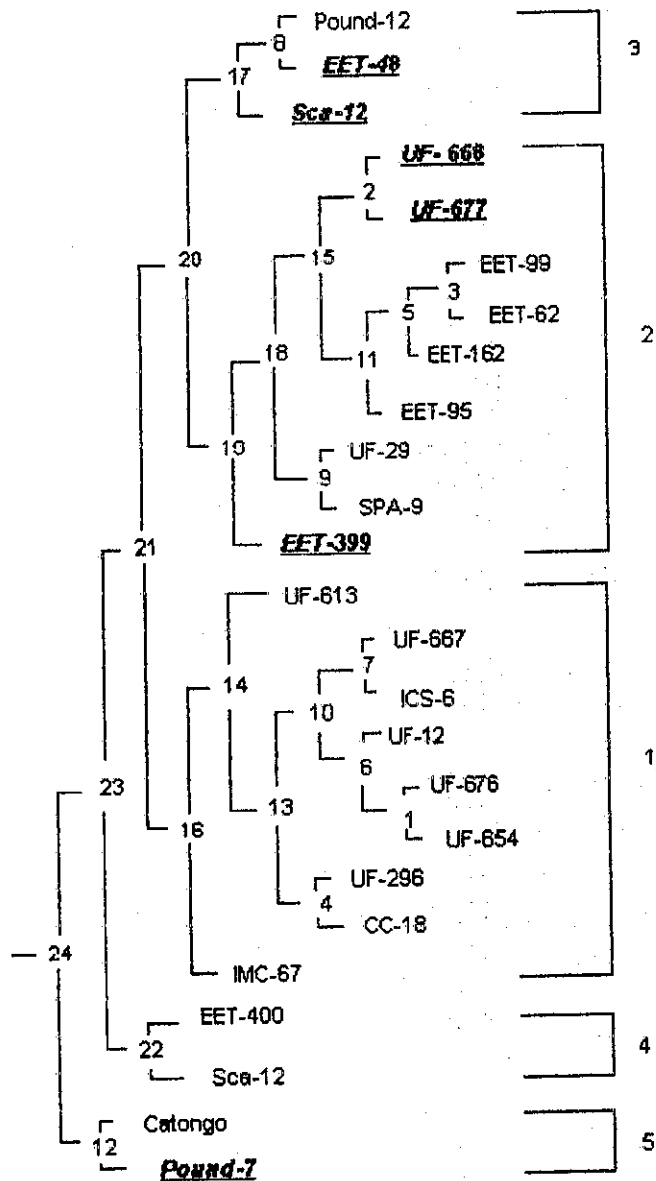 Pound-12
8
3
EET-48
17
Sca-12
UF-668
2
UF-677
20
15
EET-99
3
5
EET-62
2
18
11
EET-162
EET-95
19
UF-29
9
SPA-9
EET-399
21
UF-613
UF-667
7
14
ICS-6
10
UF-12
6
1
23
UF-676
13
1
16
UF-654
UF-296
4
CC-18
24
IMC-67
EET-400
22
4
Sca-12
Catongo
12
5
Pound-7